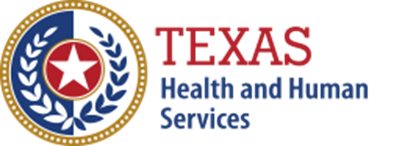 TEXAS
Health and Human
Services